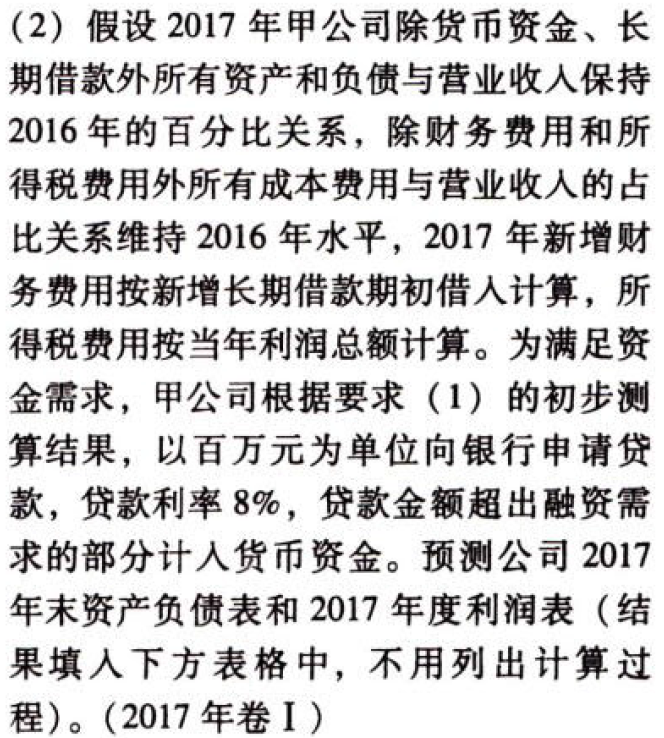 (2) 假设 2017 年甲公司除货币资金、长
期借款外所有资产和负债与营业收入保持
2016 年的百分比关系，除财务费用和所
得税费用外所有成本费用与营业收入的占
比关系维持 2016 年水平，2017 年新增财
务费用按新增长期借款期初借入计算，所
得税费用按当年利润总额计算。为满足资
金需求，甲公司根据要求（1）的初步测
算结果，以百万元为单位向银行申请贷
款，贷款利率 8%，贷款金额超出融资需
求的部分计入货币资金。预测公司 2017
年末资产负债表和 2017 年度利润表（结
果填入下方表格中，不用列出计算过
程）。（2017 年卷Ⅰ）